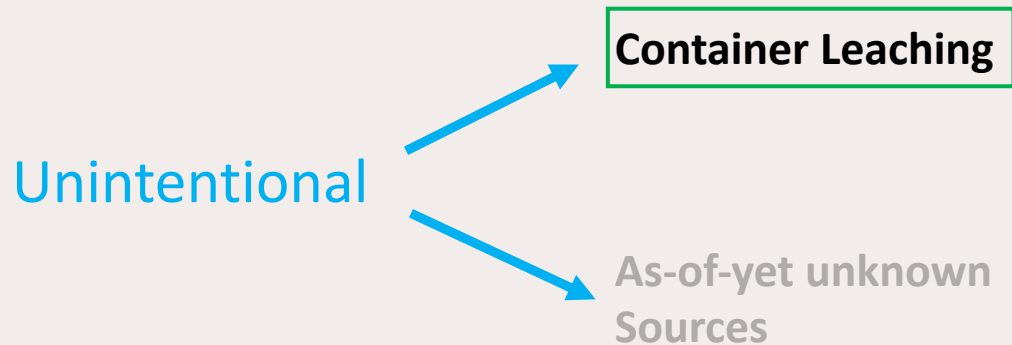 Container Leaching
Unintentional
As-of-yet unknown
Sources